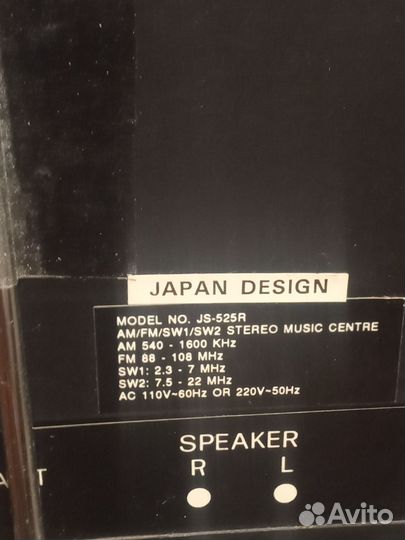 JAPAN DESIGN
MODEL NO. JS-525R
AM/FM/SW1/SW2 STEREO MUSIC CENTRE
AM 540 - 1600 KHz
FM 88 - 108 MHz
SW1: 2.3 - 7 MHz
SW2: 7.5 - 22 MHz
AC 110V~60Hz OR 220V~50Hz
SPEAKER
R L
Avito